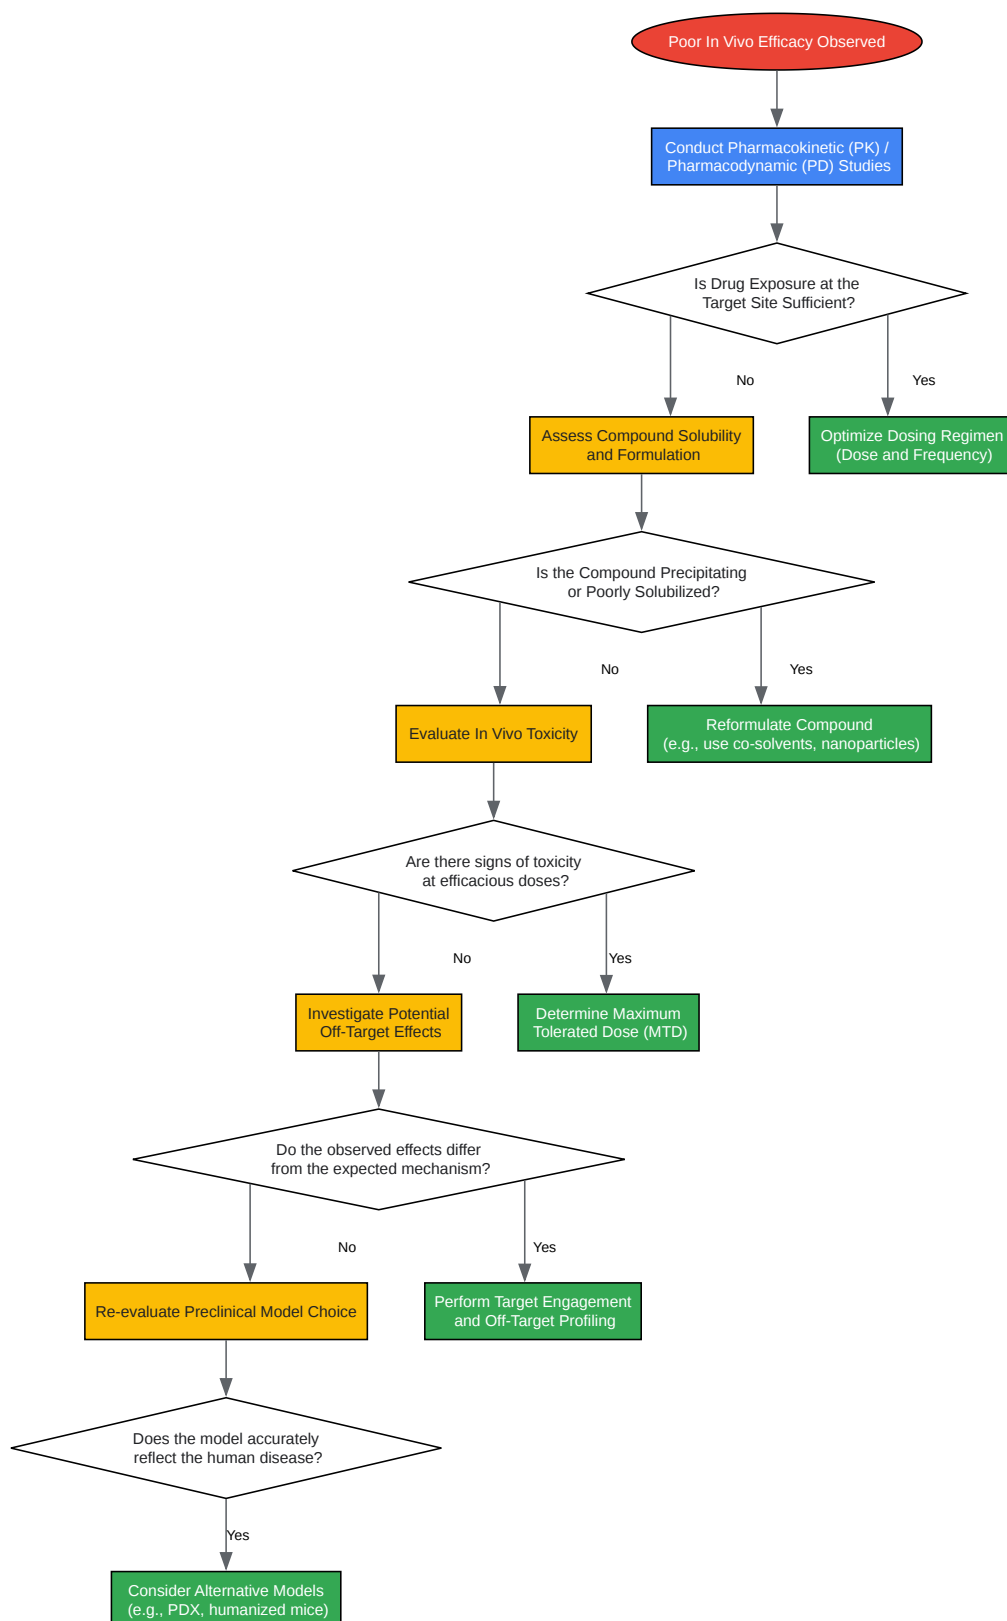 Poor In Vivo Efficacy Observed
Conduct Pharmacokinetic (PK) /
Pharmacodynamic (PD) Studies
Is Drug Exposure at the
Target Site Sufficient?
No
Yes
Assess Compound Solubility
and Formulation
Optimize Dosing Regimen
(Dose and Frequency)
Is the Compound Precipitating
or Poorly Solubilized?
No
Yes
Evaluate In Vivo Toxicity
Reformulate Compound
(e.g., use co-solvents, nanoparticles)
Are there signs of toxicity
at efficacious doses?
No
Yes
Investigate Potential
Off-Target Effects
Determine Maximum
Tolerated Dose (MTD)
Do the observed effects differ
from the expected mechanism?
No
Yes
Re-evaluate Preclinical Model Choice
Perform Target Engagement
and Off-Target Profiling
Does the model accurately
reflect the human disease?
Yes
Consider Alternative Models
(e.g., PDX, humanized mice)